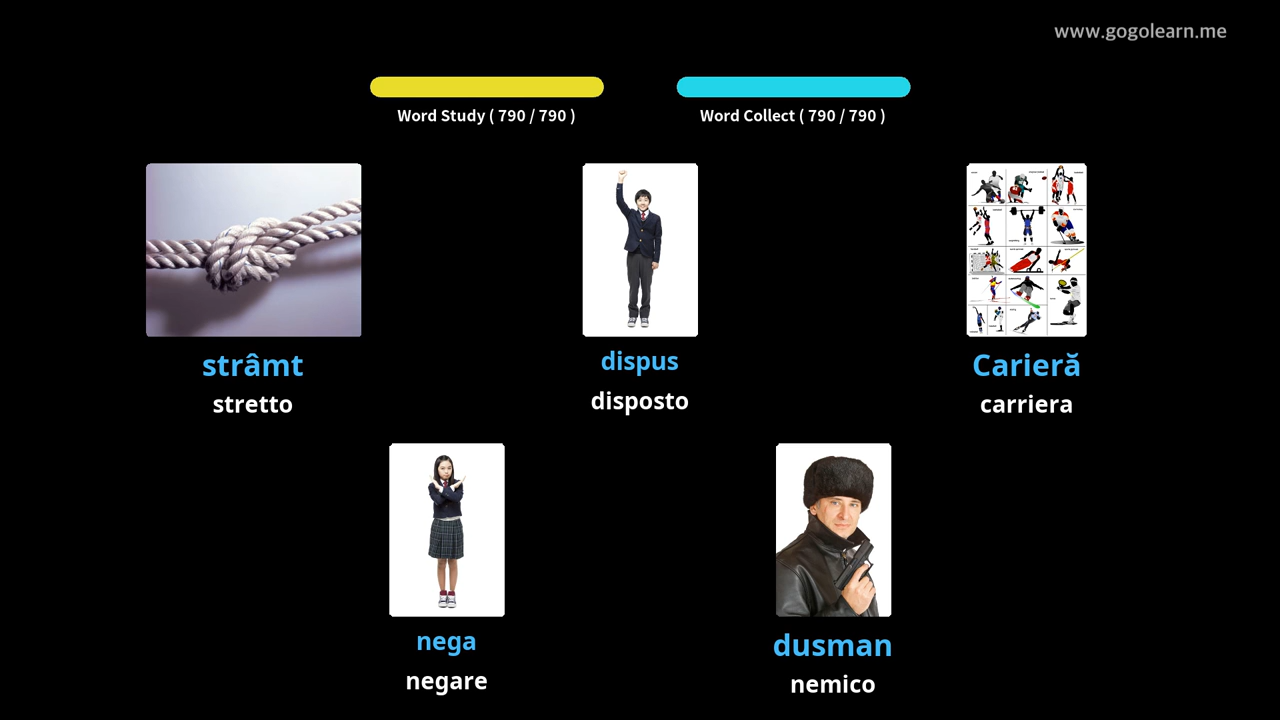 www.gogolearn.me
Word Study ( 790 / 790 )
Word Collect ( 790 / 790 )
strâmt
stretto
dispus
disposto
Carieră
carriera
nega
negare
dusman
nemico